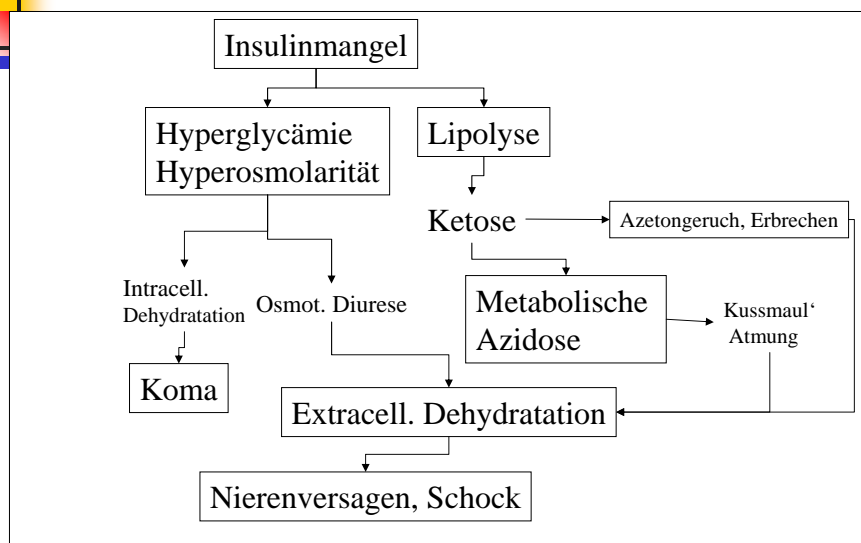 Insulinmangel
Hyperglycämie
Hyperosmolarität
Lipolyse
Ketose
Azetongeruch, Erbrechen
Intracell.
Dehydratation
Osmot. Diurese
Metabolische
Azidose
Kussmaul‘
Atmung
Koma
Extracell. Dehydratation
Nierenversagen, Schock